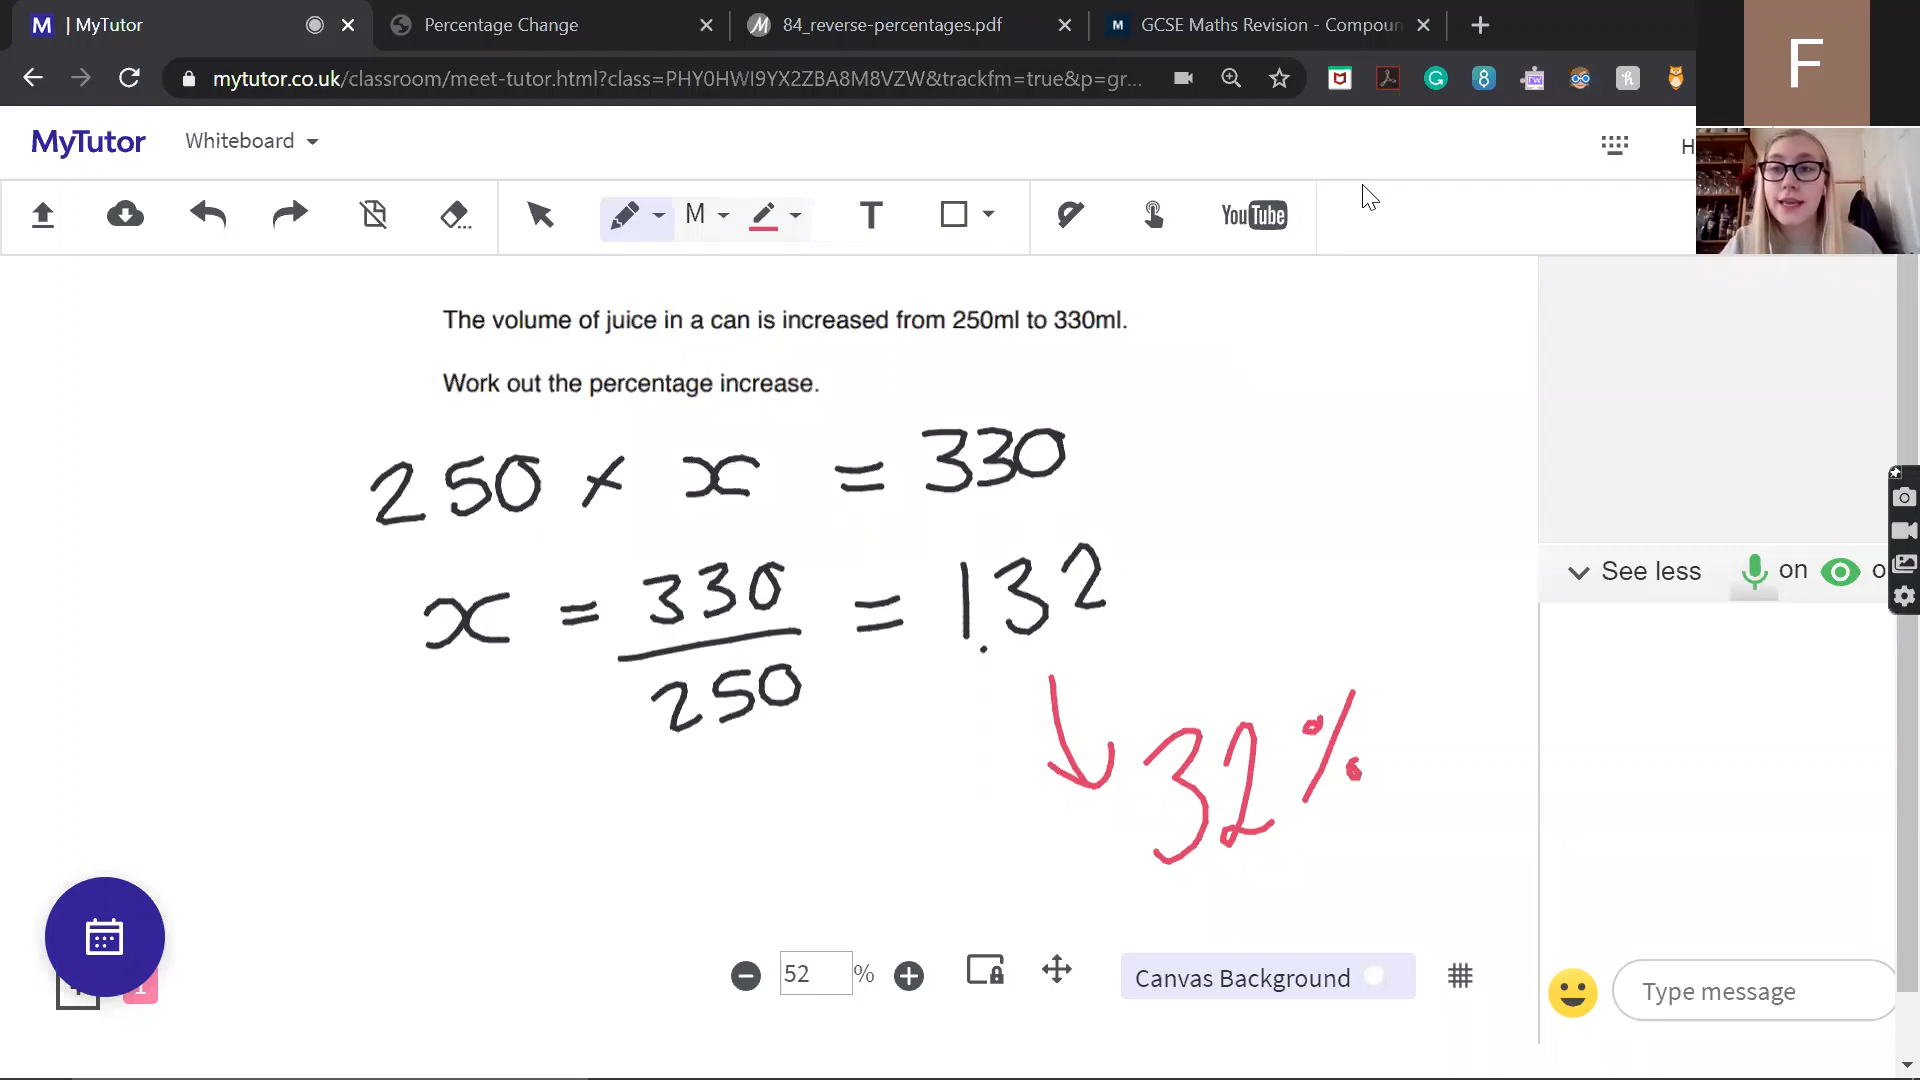 | MyTutor
Percentage Change
84_reverse-percentages.pdf
GCSE Maths Revision - Compoun
mytutor.co.uk/classroom/meet-tutor.html?class=PHY0HWI9YX2ZBA8M8VZW&trackfm=true&p=gr...
F
MyTutor
Whiteboard
H
M
T
YouTube
The volume of juice in a can is increased from 250ml to 330ml.
Work out the percentage increase.
250 × x = 330
x = 330/250 = 1.32
32%
See less
on
o
1
52 %
Canvas Background
Type message